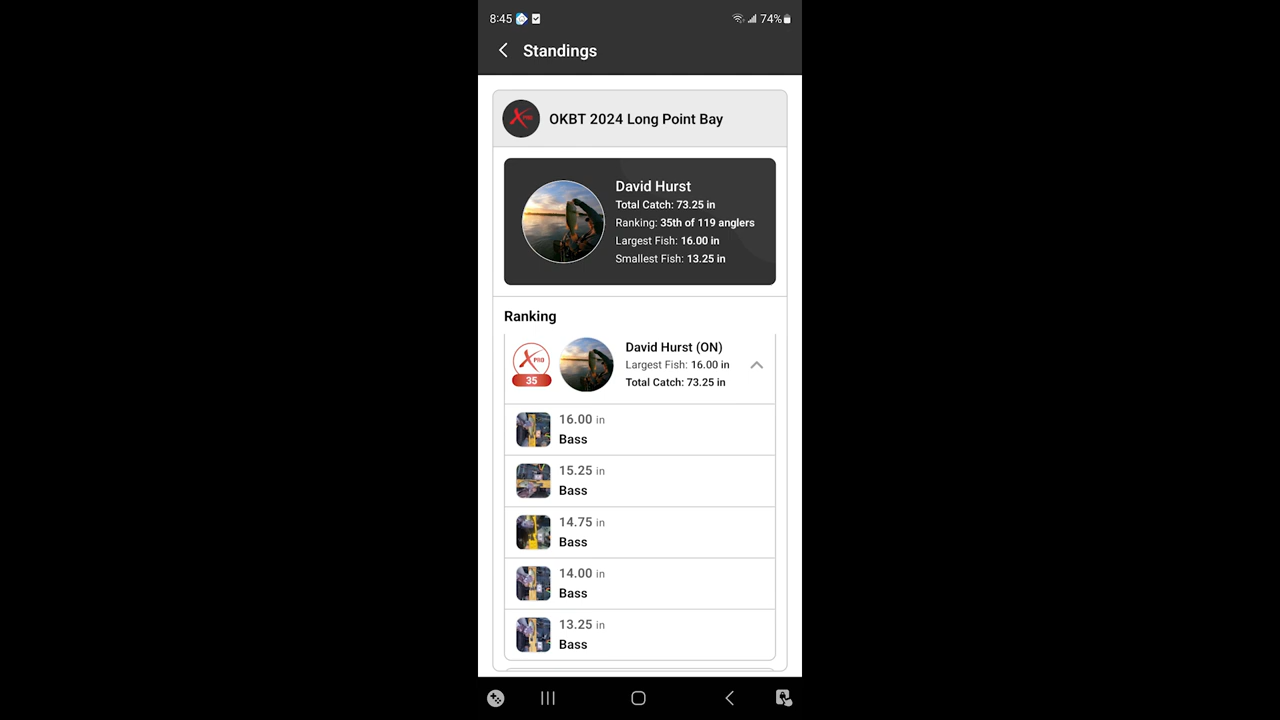 8:45
74%
Standings
XPRO
OKBT 2024 Long Point Bay
David Hurst
Total Catch: 73.25 in
Ranking: 35th of 119 anglers
Largest Fish: 16.00 in
Smallest Fish: 13.25 in
Ranking
XPRO
35
David Hurst (ON)
Largest Fish: 16.00 in
Total Catch: 73.25 in
16.00 in
Bass
15.25 in
Bass
14.75 in
Bass
14.00 in
Bass
13.25 in
Bass